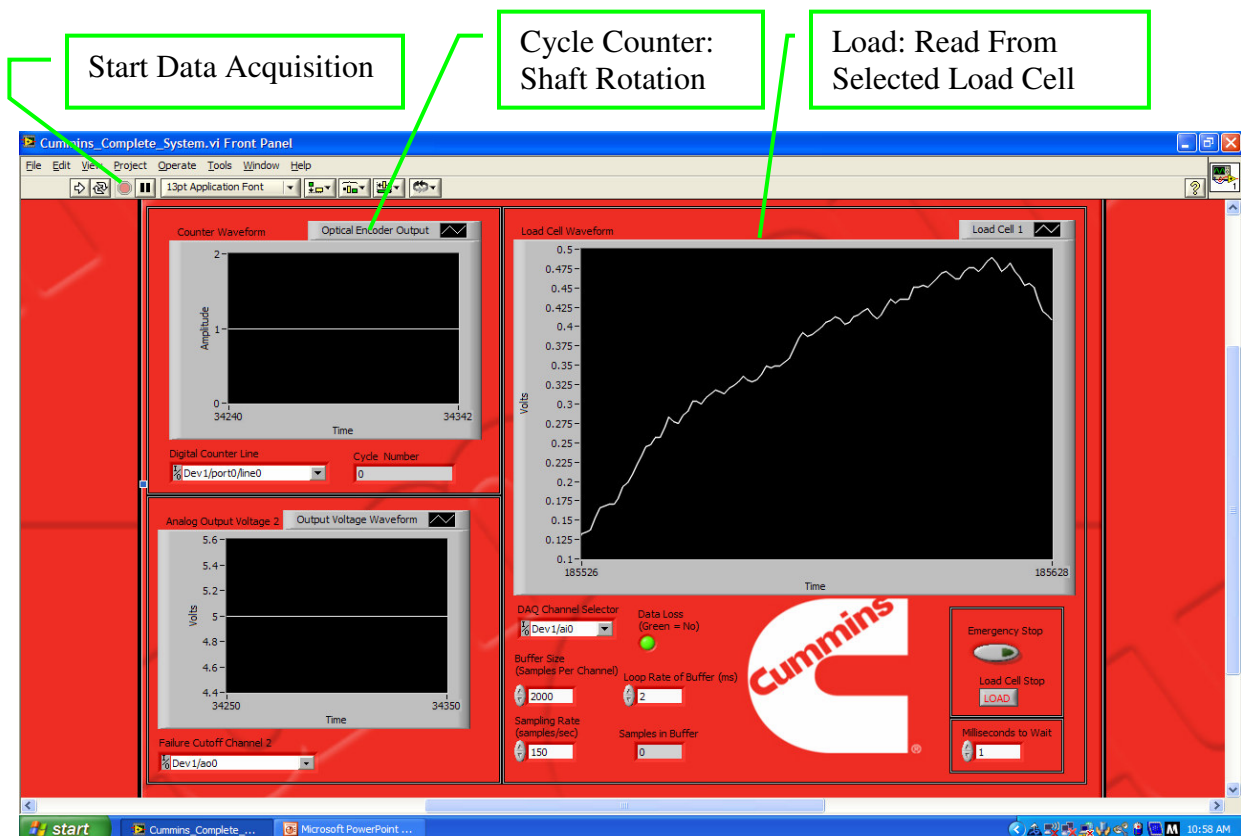 Start Data Acquisition
Cycle Counter:
Shaft Rotation
Load: Read From
Selected Load Cell
Cummins_Complete_System.vi Front Panel
File Edit View Project Operate Tools Window Help
13pt Application Font
?
1
Counter Waveform
Optical Encoder Output
2
1
0
Amplitude
34240
34342
Time
Digital Counter Line
Dev1/port0/line0
Cycle Number
0
Analog Output Voltage 2
Output Voltage Waveform
5.6
5.4
5.2
5
4.8
4.6
4.4
Volts
34250
34350
Time
Failure Cutoff Channel 2
Dev1/ao0
Load Cell Waveform
Load Cell 1
0.5
0.475
0.45
0.425
0.4
0.375
0.35
0.325
0.3
0.275
0.25
0.225
0.2
0.175
0.15
0.125
0.1
Volts
185526
185628
Time
DAQ Channel Selector
Dev1/ai0
Data Loss
(Green = No)
Buffer Size
(Samples Per Channel)
2000
Loop Rate of Buffer (ms)
2
Sampling Rate
(samples/sec)
150
Samples in Buffer
0
Cummins
®
Emergency Stop
Load Cell Stop
LOAD
Milliseconds to Wait
1
start
Cummins_Complete_...
Microsoft PowerPoint ...
10:58 AM